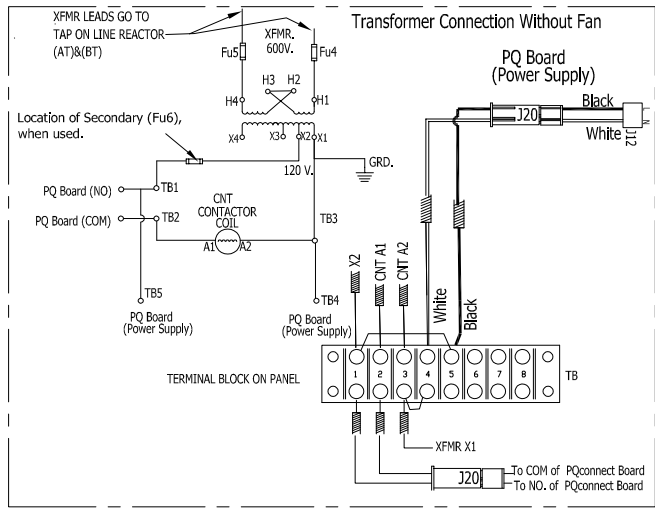 XFMR LEADS GO TO
TAP ON LINE REACTOR
(AT)&(BT)
XFMR.
600V.
Transformer Connection Without Fan
Fu5
Fu4
PQ Board
(Power Supply)
H3
H2
H4
H1
Black
J20
White
J12
Location of Secondary (Fu6),
when used.
X4
X3
X2
X1
120 V.
GRD.
PQ Board (NO)
TB1
CNT
CONTACTOR
COIL
PQ Board (COM)
TB2
TB3
A1
A2
X2
CNT A1
CNT A2
White
Black
TB5
TB4
PQ Board
(Power Supply)
PQ Board
(Power Supply)
TERMINAL BLOCK ON PANEL
1
2
3
4
5
6
7
8
TB
XFMR X1
J20
To COM of PQconnect Board
To NO. of PQconnect Board